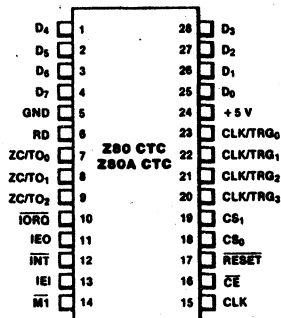 D4 1 28 D3
D5 2 27 D2
D6 3 26 D1
D7 4 25 D0
GND 5 24 +5 V
RD 6 23 CLK/TRG0
Z80 CTC
ZC/TO0 7 22 CLK/TRG1
Z80A CTC
ZC/TO1 8 21 CLK/TRG2
ZC/TO2 9 20 CLK/TRG3
IORQ 10 19 CS1
IEO 11 18 CS0
INT 12 17 RESET
IEI 13 16 CE
M1 14 15 CLK